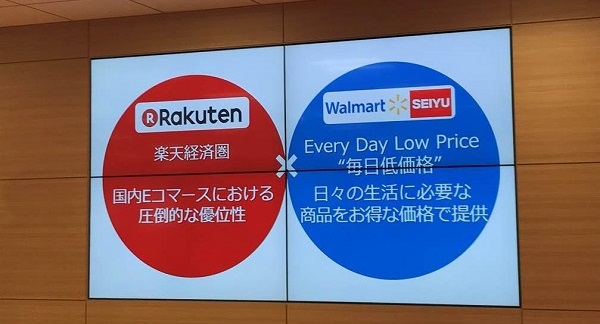 Rakuten
楽天経済圏
国内Eコマースにおける
圧倒的な優位性
×
Walmart SEIYU
Every Day Low Price
“毎日低価格”
日々の生活に必要な
商品をお得な価格で提供